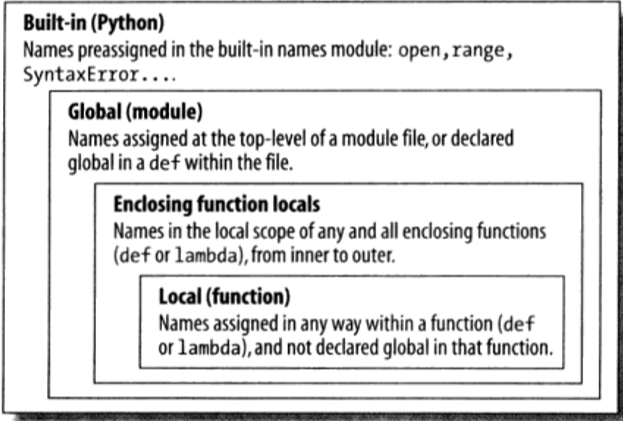 Built-in (Python)
Names preassigned in the built-in names module: open, range,
SyntaxError....
Global (module)
Names assigned at the top-level of a module file, or declared
global in a def within the file.
Enclosing function locals
Names in the local scope of any and all enclosing functions
(def or lambda), from inner to outer.
Local (function)
Names assigned in any way within a function (def
or lambda), and not declared global in that function.